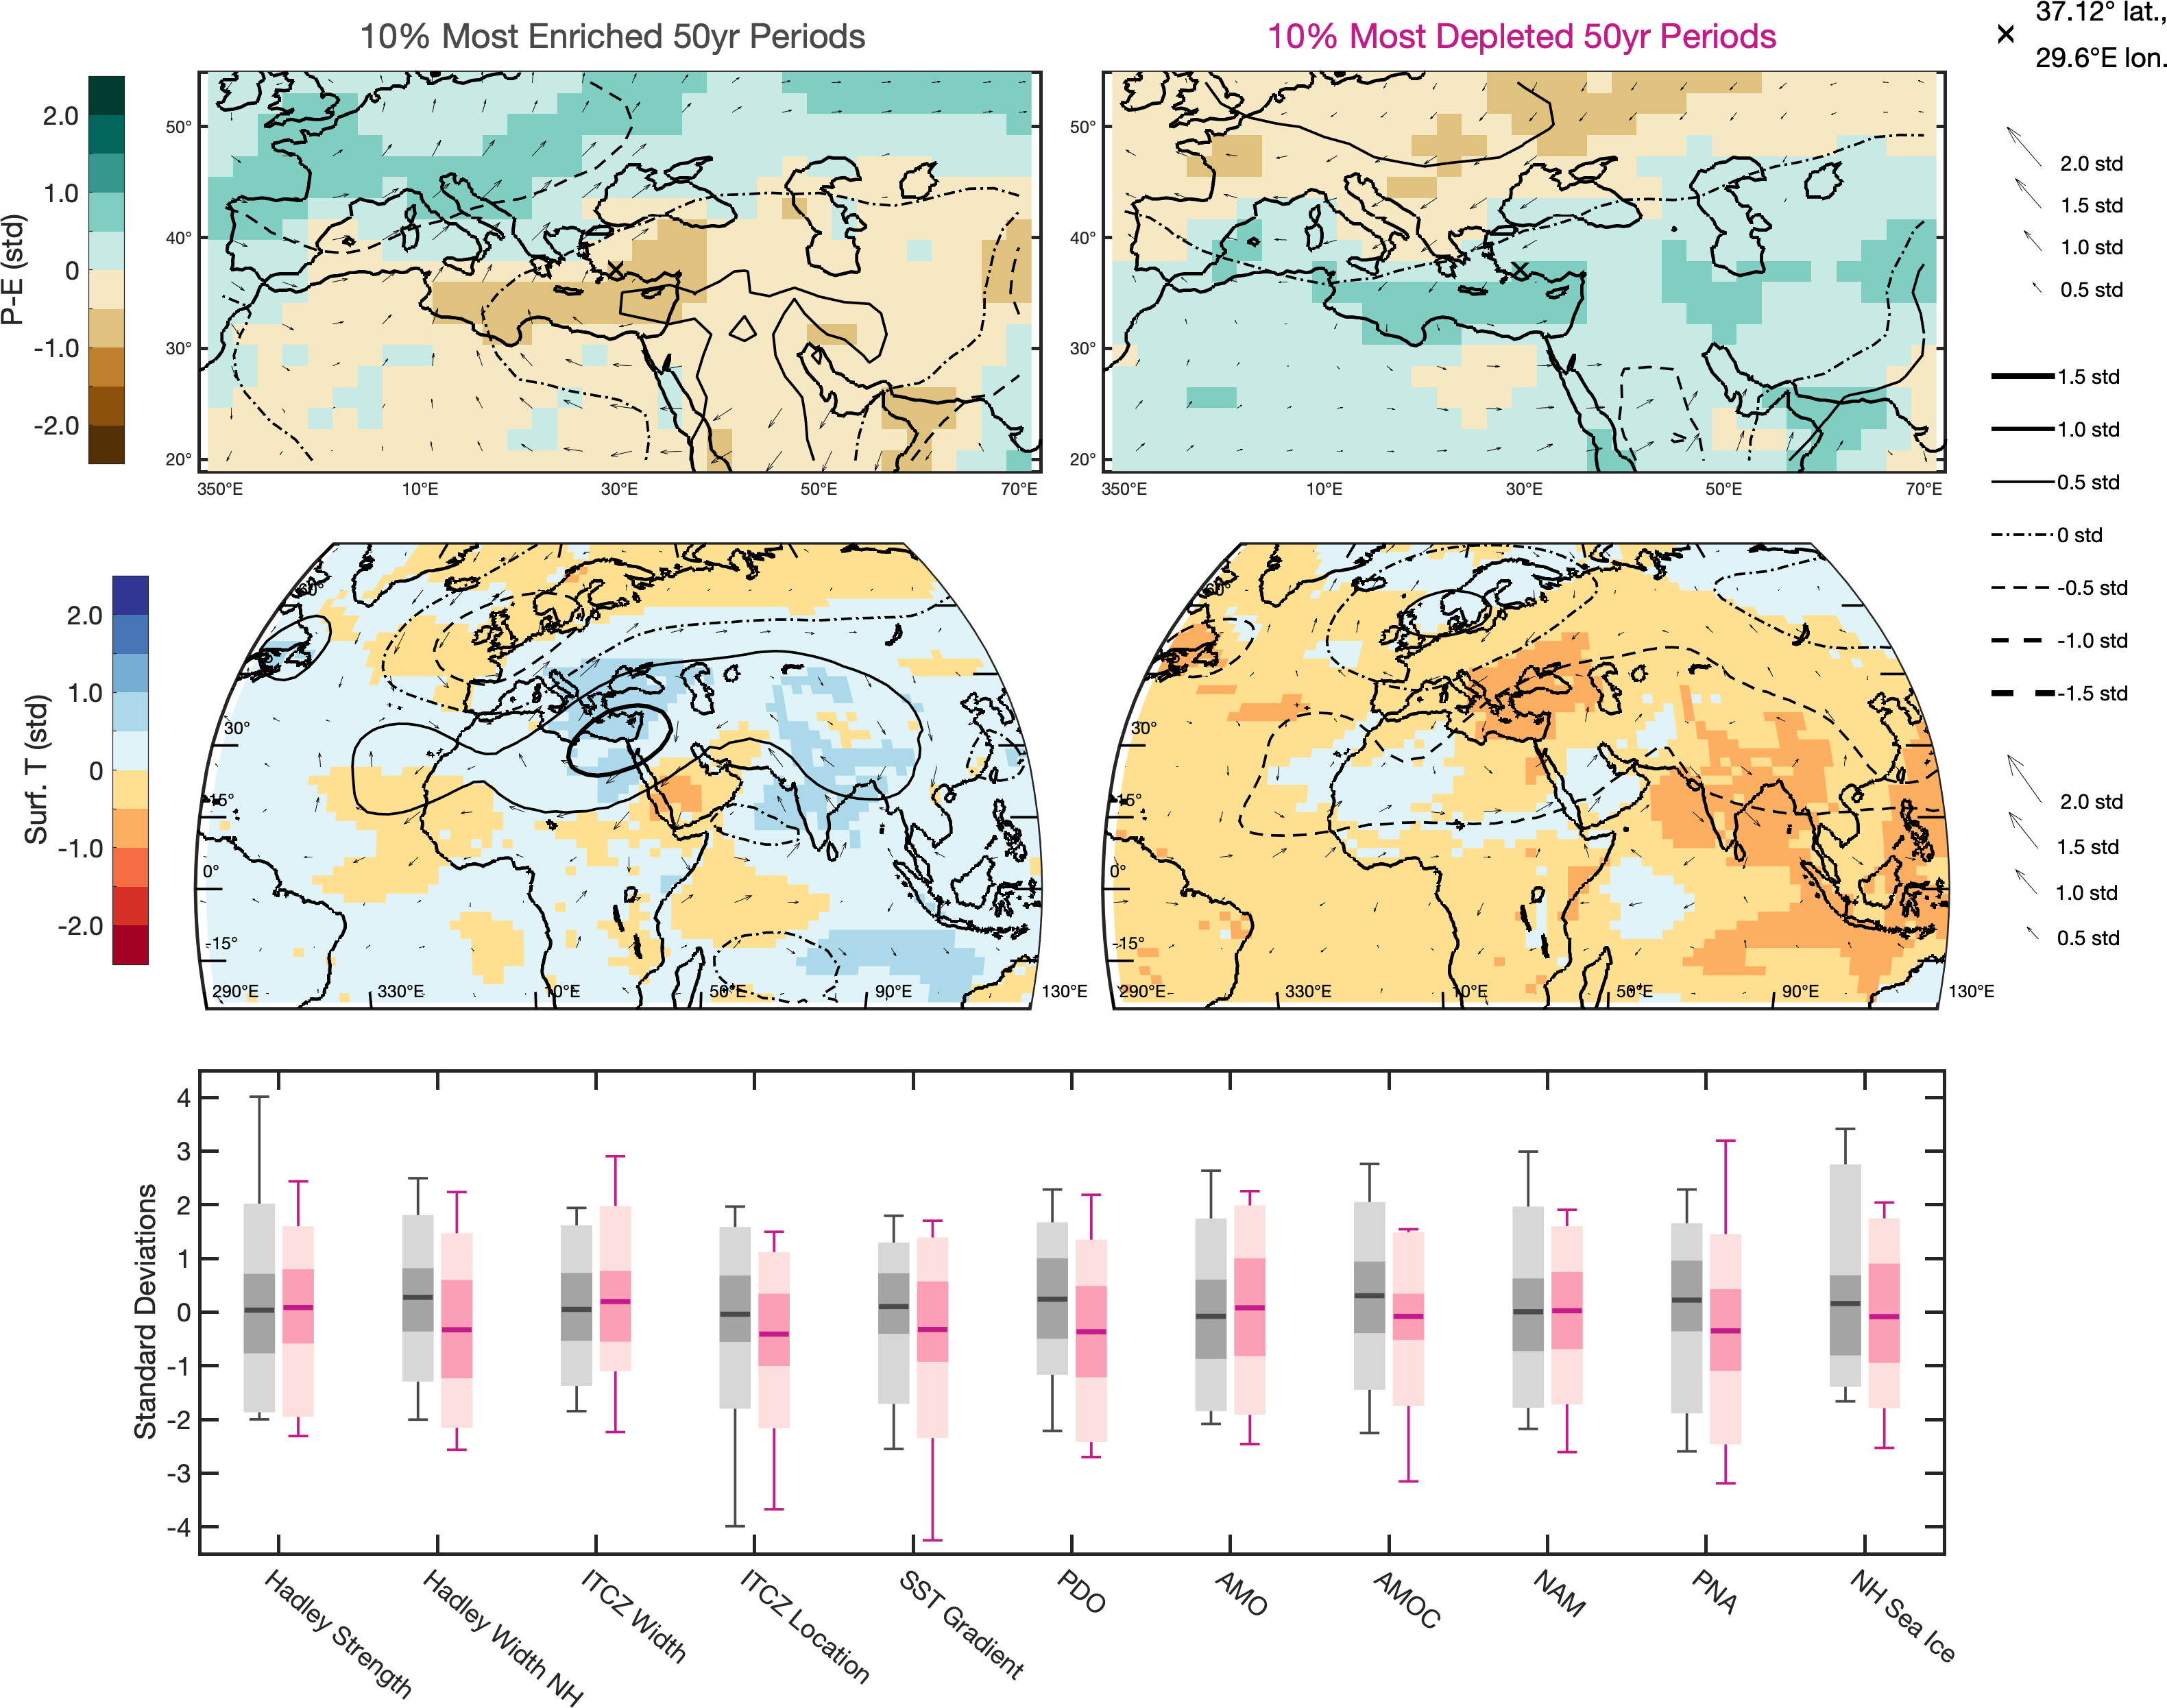 10% Most Enriched 50yr Periods
10% Most Depleted 50yr Periods
37.12° lat.,
29.6°E lon.
P-E (std)
2.0
1.0
0
-1.0
-2.0
50°
40°
30°
20°
350°E 10°E 30°E 50°E 70°E
50°
40°
30°
20°
350°E 10°E 30°E 50°E 70°E
2.0 std
1.5 std
1.0 std
0.5 std
1.5 std
1.0 std
0.5 std
0 std
-0.5 std
-1.0 std
-1.5 std
2.0 std
1.5 std
1.0 std
0.5 std
Surf. T (std)
2.0
1.0
0
-1.0
-2.0
60°
30°
15°
0°
-15°
290°E 330°E 10°E 50°E 90°E 130°E
60°
30°
15°
0°
-15°
290°E 330°E 10°E 50°E 90°E 130°E
Standard Deviations
4
3
2
1
0
-1
-2
-3
-4
Hadley Strength
Hadley Width NH
ITCZ Width
ITCZ Location
SST Gradient
PDO
AMO
AMOC
NAM
PNA
NH Sea Ice